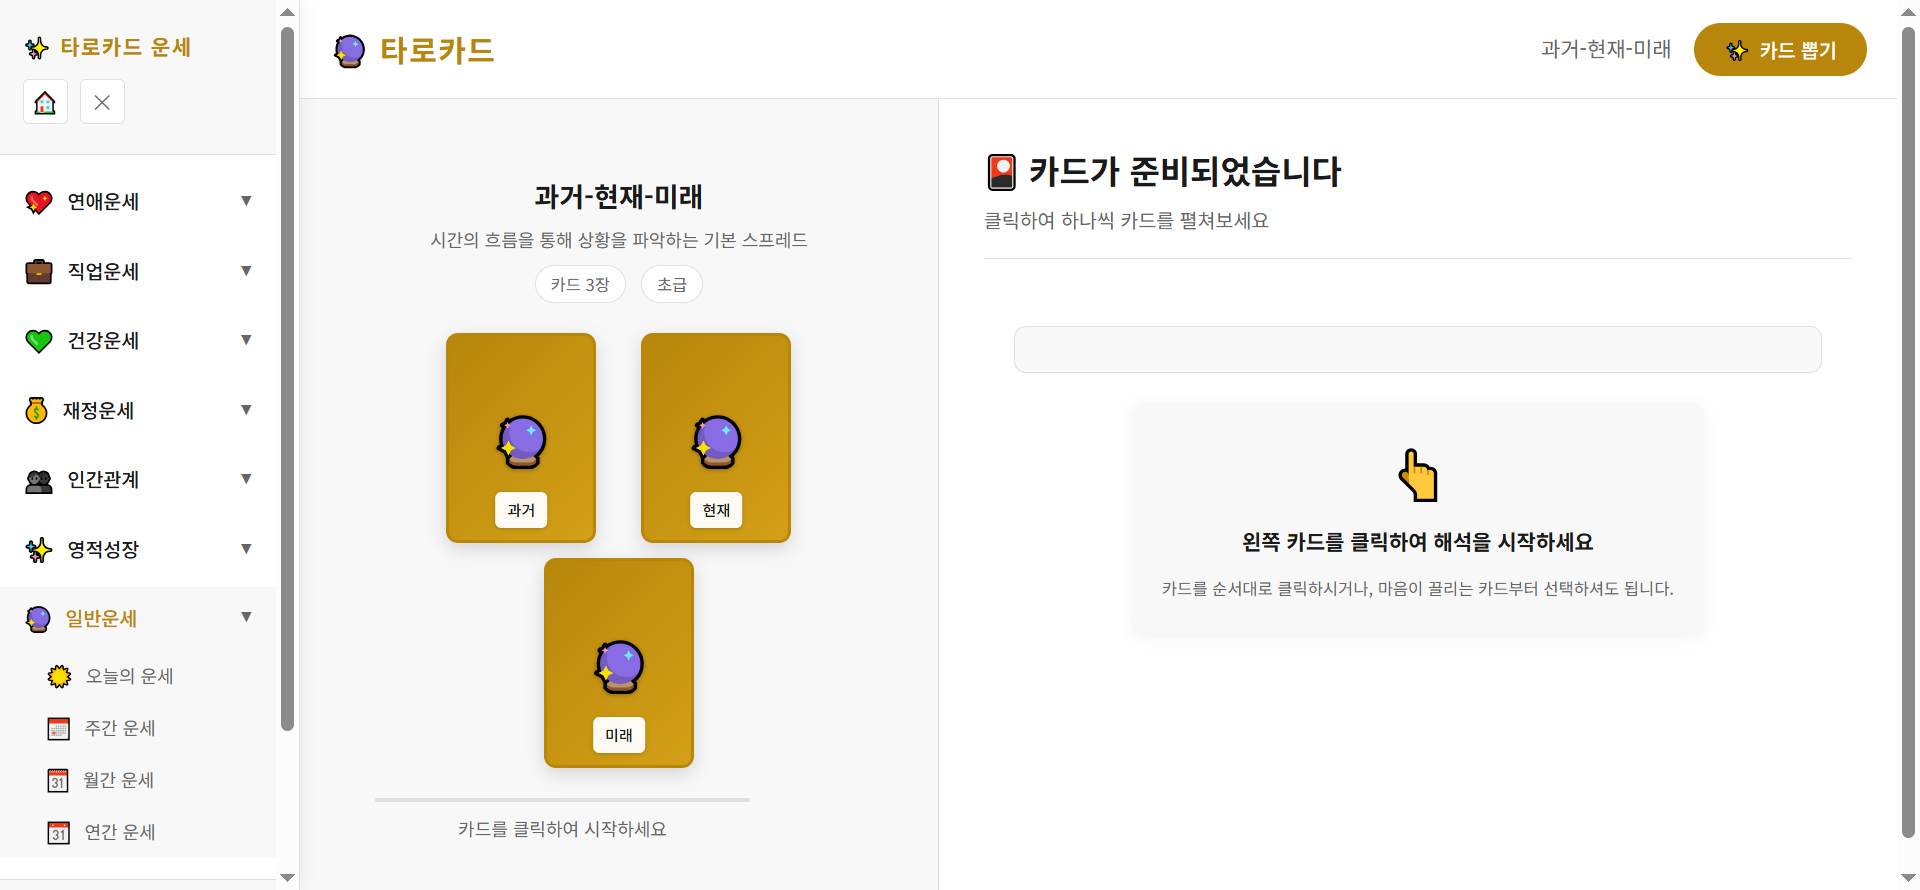 타로카드 운세
연애운세
직업운세
건강운세
재정운세
인간관계
영적성장
일반운세
오늘의 운세
주간 운세
월간 운세
연간 운세
타로카드
과거-현재-미래
카드 뽑기
과거-현재-미래
시간의 흐름을 통해 상황을 파악하는 기본 스프레드
카드 3장
초급
과거
현재
미래
카드를 클릭하여 시작하세요
카드가 준비되었습니다
클릭하여 하나씩 카드를 펼쳐보세요
왼쪽 카드를 클릭하여 해석을 시작하세요
카드를 순서대로 클릭하시거나, 마음이 끌리는 카드부터 선택하셔도 됩니다.